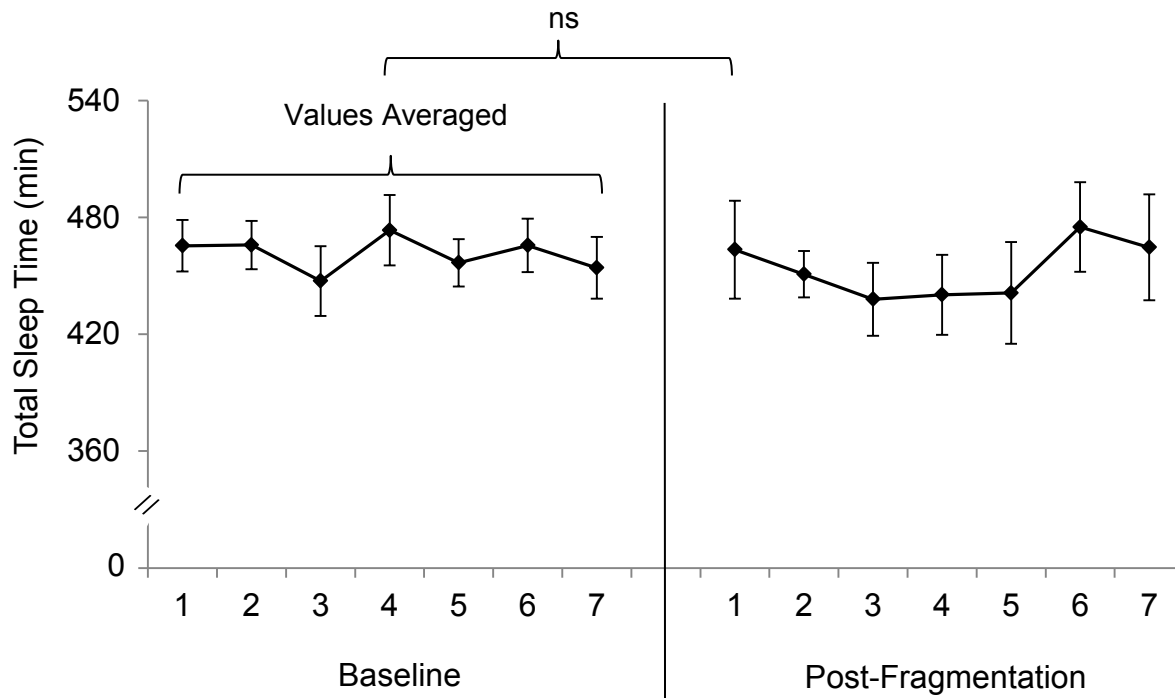 ns
Values Averaged
Total Sleep Time (min)
540
480
420
360
0
1 2 3 4 5 6 7 1 2 3 4 5 6 7
Baseline Post-Fragmentation